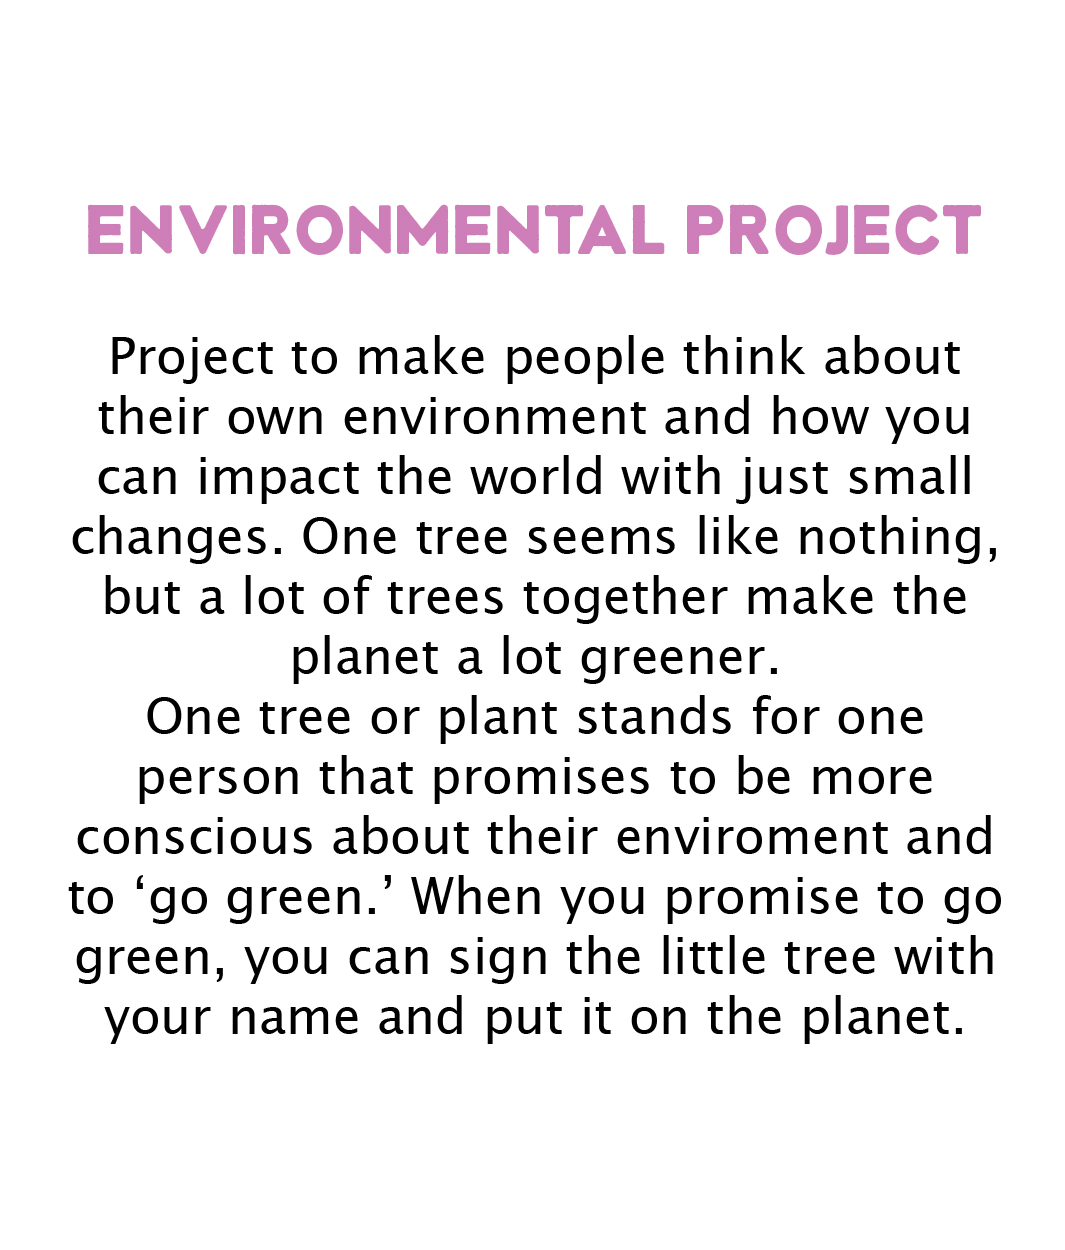 ENVIRONMENTAL PROJECT
Project to make people think about
their own environment and how you
can impact the world with just small
changes. One tree seems like nothing,
but a lot of trees together make the
planet a lot greener.
One tree or plant stands for one
person that promises to be more
conscious about their enviroment and
to ‘go green.’ When you promise to go
green, you can sign the little tree with
your name and put it on the planet.